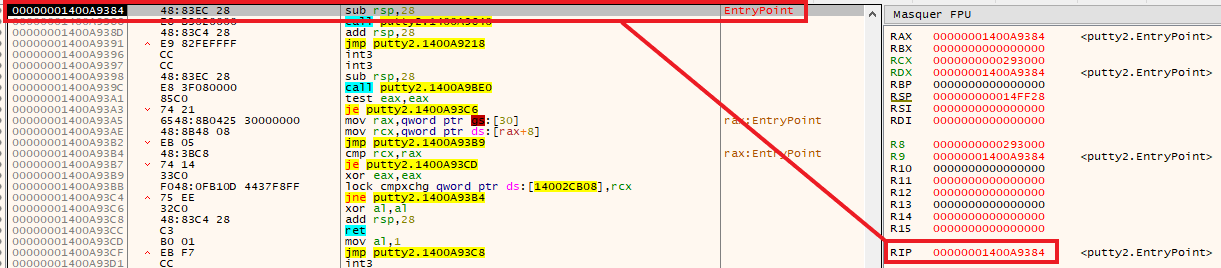 00000001400A9384 48:83EC 28 sub rsp,28 EntryPoint
call
00000001400A938D 48:83C4 28 add rsp,28
00000001400A9391 E9 82FEFFFF jmp putty2.1400A9218
00000001400A9396 CC int3
00000001400A9397 CC int3
48:83EC 28 sub rsp,28
00000001400A939C E8 3F080000 call putty2.1400A9BE0
00000001400A93A1 85C0 test eax,eax
00000001400A93A3 74 21 je putty2.1400A93C6
00000001400A93A5 6548:8B0425 30000000 mov rax,qword ptr gs:[30] rax:EntryPoint
00000001400A93AE 48:8B48 08 mov rcx,qword ptr ds:[rax+8]
00000001400A93B2 EB 05 jmp putty2.1400A93B9
00000001400A93B4 48:3BC8 cmp rcx,rax rax:EntryPoint
00000001400A93B7 74 14 je putty2.1400A93CD
00000001400A93B9 33C0 xor eax,eax
00000001400A93BB F048:0FB10D 4437F8FF lock cmpxchg qword ptr ds:[14002CB08],rcx
00000001400A93C4 75 EE jne putty2.1400A93B4
00000001400A93C6 32C0 xor al,al
00000001400A93C8 48:83C4 28 add rsp,28
00000001400A93CC C3 ret
00000001400A93CD B0 01 mov al,1
00000001400A93CF EB F7 jmp putty2.1400A93C8
00000001400A93D1 CC int3
Masquer FPU
RAX 00000001400A9384 <putty2.EntryPoint>
RBX 0000000000000000
RCX 0000000000293000
RDX 00000001400A9384 <putty2.EntryPoint>
RBP 0000000000000000
RSP 000000000014FF28
RSI 0000000000000000
RDI 0000000000000000
R8 0000000000293000
R9 00000001400A9384 <putty2.EntryPoint>
R10 0000000000000000
R11 0000000000000000
R12 0000000000000000
R13 0000000000000000
R14 0000000000000000
R15 0000000000000000
RIP 00000001400A9384 <putty2.EntryPoint>